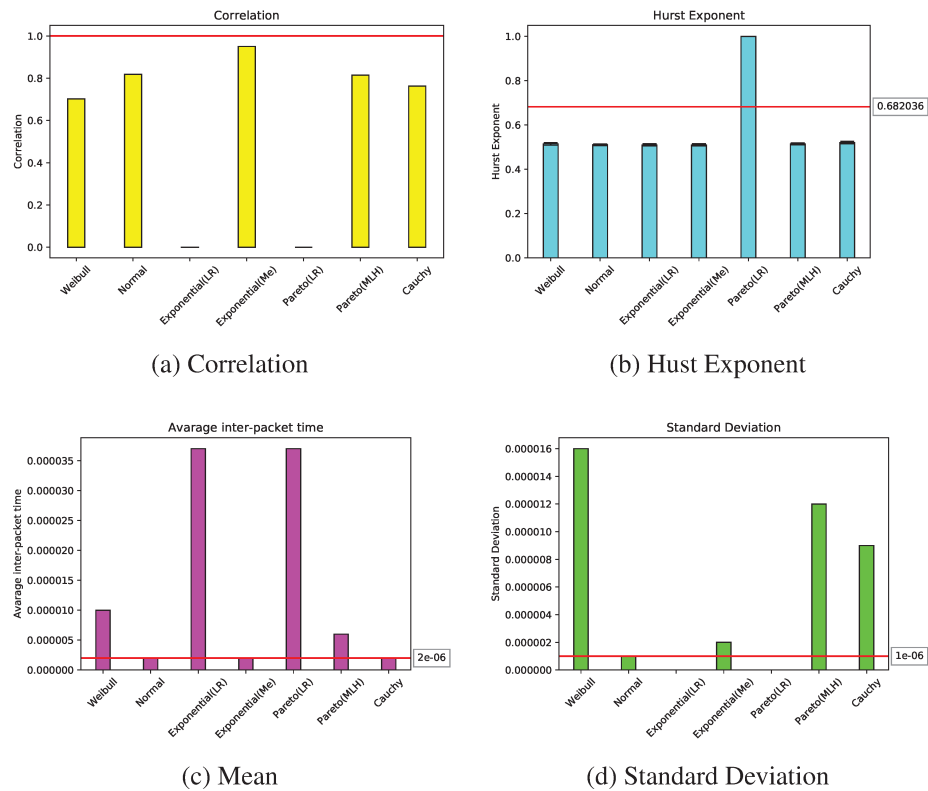 Correlation
1.0
0.8
0.6
0.4
0.2
0.0
Correlation
Weibull
Normal
Exponential(LR)
Exponential(Me)
Pareto(LR)
Pareto(MLH)
Cauchy
(a) Correlation
Hurst Exponent
1.0
0.8
0.6
0.4
0.2
0.0
Hurst Exponent
0.682036
Weibull
Normal
Exponential(LR)
Exponential(Me)
Pareto(LR)
Pareto(MLH)
Cauchy
(b) Hust Exponent
Avarage inter-packet time
0.000035
0.000030
0.000025
0.000020
0.000015
0.000010
0.000005
0.000000
Avarage inter-packet time
2e-06
Weibull
Normal
Exponential(LR)
Exponential(Me)
Pareto(LR)
Pareto(MLH)
Cauchy
(c) Mean
Standard Deviation
0.000016
0.000014
0.000012
0.000010
0.000008
0.000006
0.000004
0.000002
0.000000
Standard Deviation
1e-06
Weibull
Normal
Exponential(LR)
Exponential(Me)
Pareto(LR)
Pareto(MLH)
Cauchy
(d) Standard Deviation